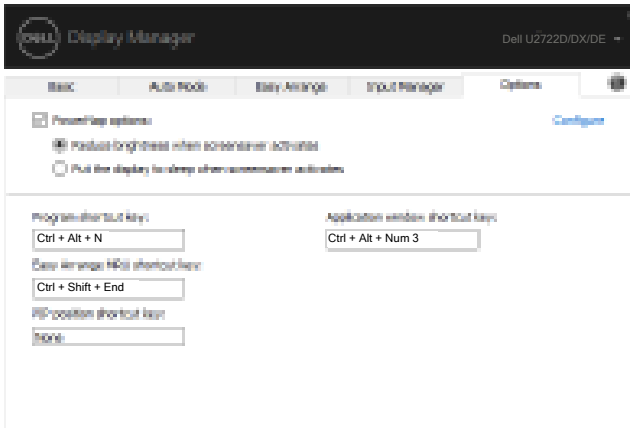 DELL Display Manager
Dell U2722D/DX/DE
Basic Auto Mode Easy Arrange Input Manager Options
PowerNap options: Configure
Reduce brightness when screensaver activates
Put the display to sleep when screensaver activates
Program shortcut key: Application window shortcut key:
Ctrl + Alt + N Ctrl + Alt + Num 3
Easy Arrange MRU shortcut key:
Ctrl + Shift + End
PIP position shortcut key:
None